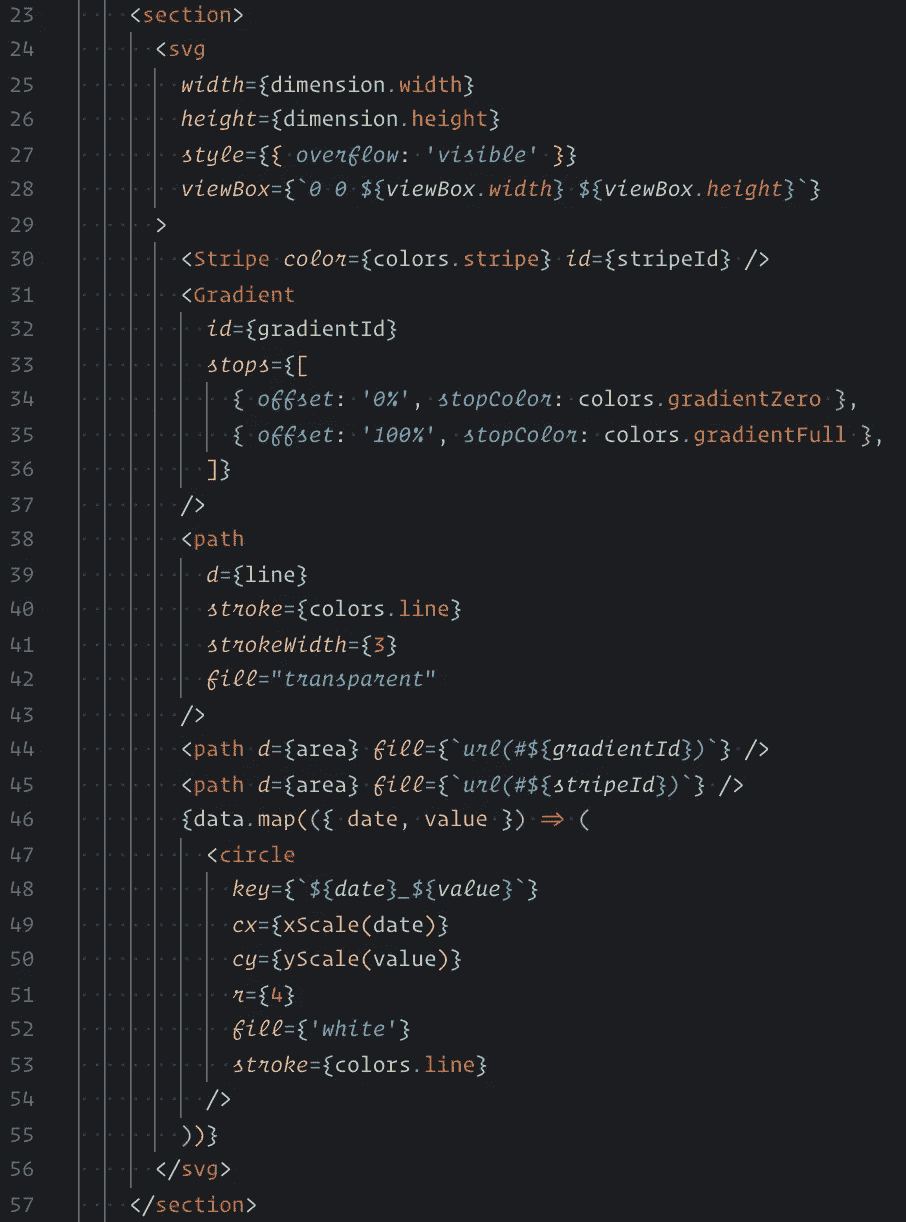 23 <section>
24 <svg
25 width={dimension.width}
26 height={dimension.height}
27 style={{ overflow: 'visible' }}
28 viewBox={`0 0 ${viewBox.width} ${viewBox.height}`}
29 >
30 <Stripe color={colors.stripe} id={stripeId} />
31 <Gradient
32 id={gradientId}
33 stops={[
34 { offset: '0%', stopColor: colors.gradientZero },
35 { offset: '100%', stopColor: colors.gradientFull },
36 ]}
37 />
38 <path
39 d={line}
40 stroke={colors.line}
41 strokeWidth={3}
42 fill="transparent"
43 />
44 <path d={area} fill={`url(#${gradientId})`} />
45 <path d={area} fill={`url(#${stripeId})`} />
46 {data.map(({ date, value }) => (
47 <circle
48 key={`${date}_${value}`}
49 cx={xScale(date)}
50 cy={yScale(value)}
51 r={4}
52 fill={'white'}
53 stroke={colors.line}
54 />
55 ))}
56 </svg>
57 </section>